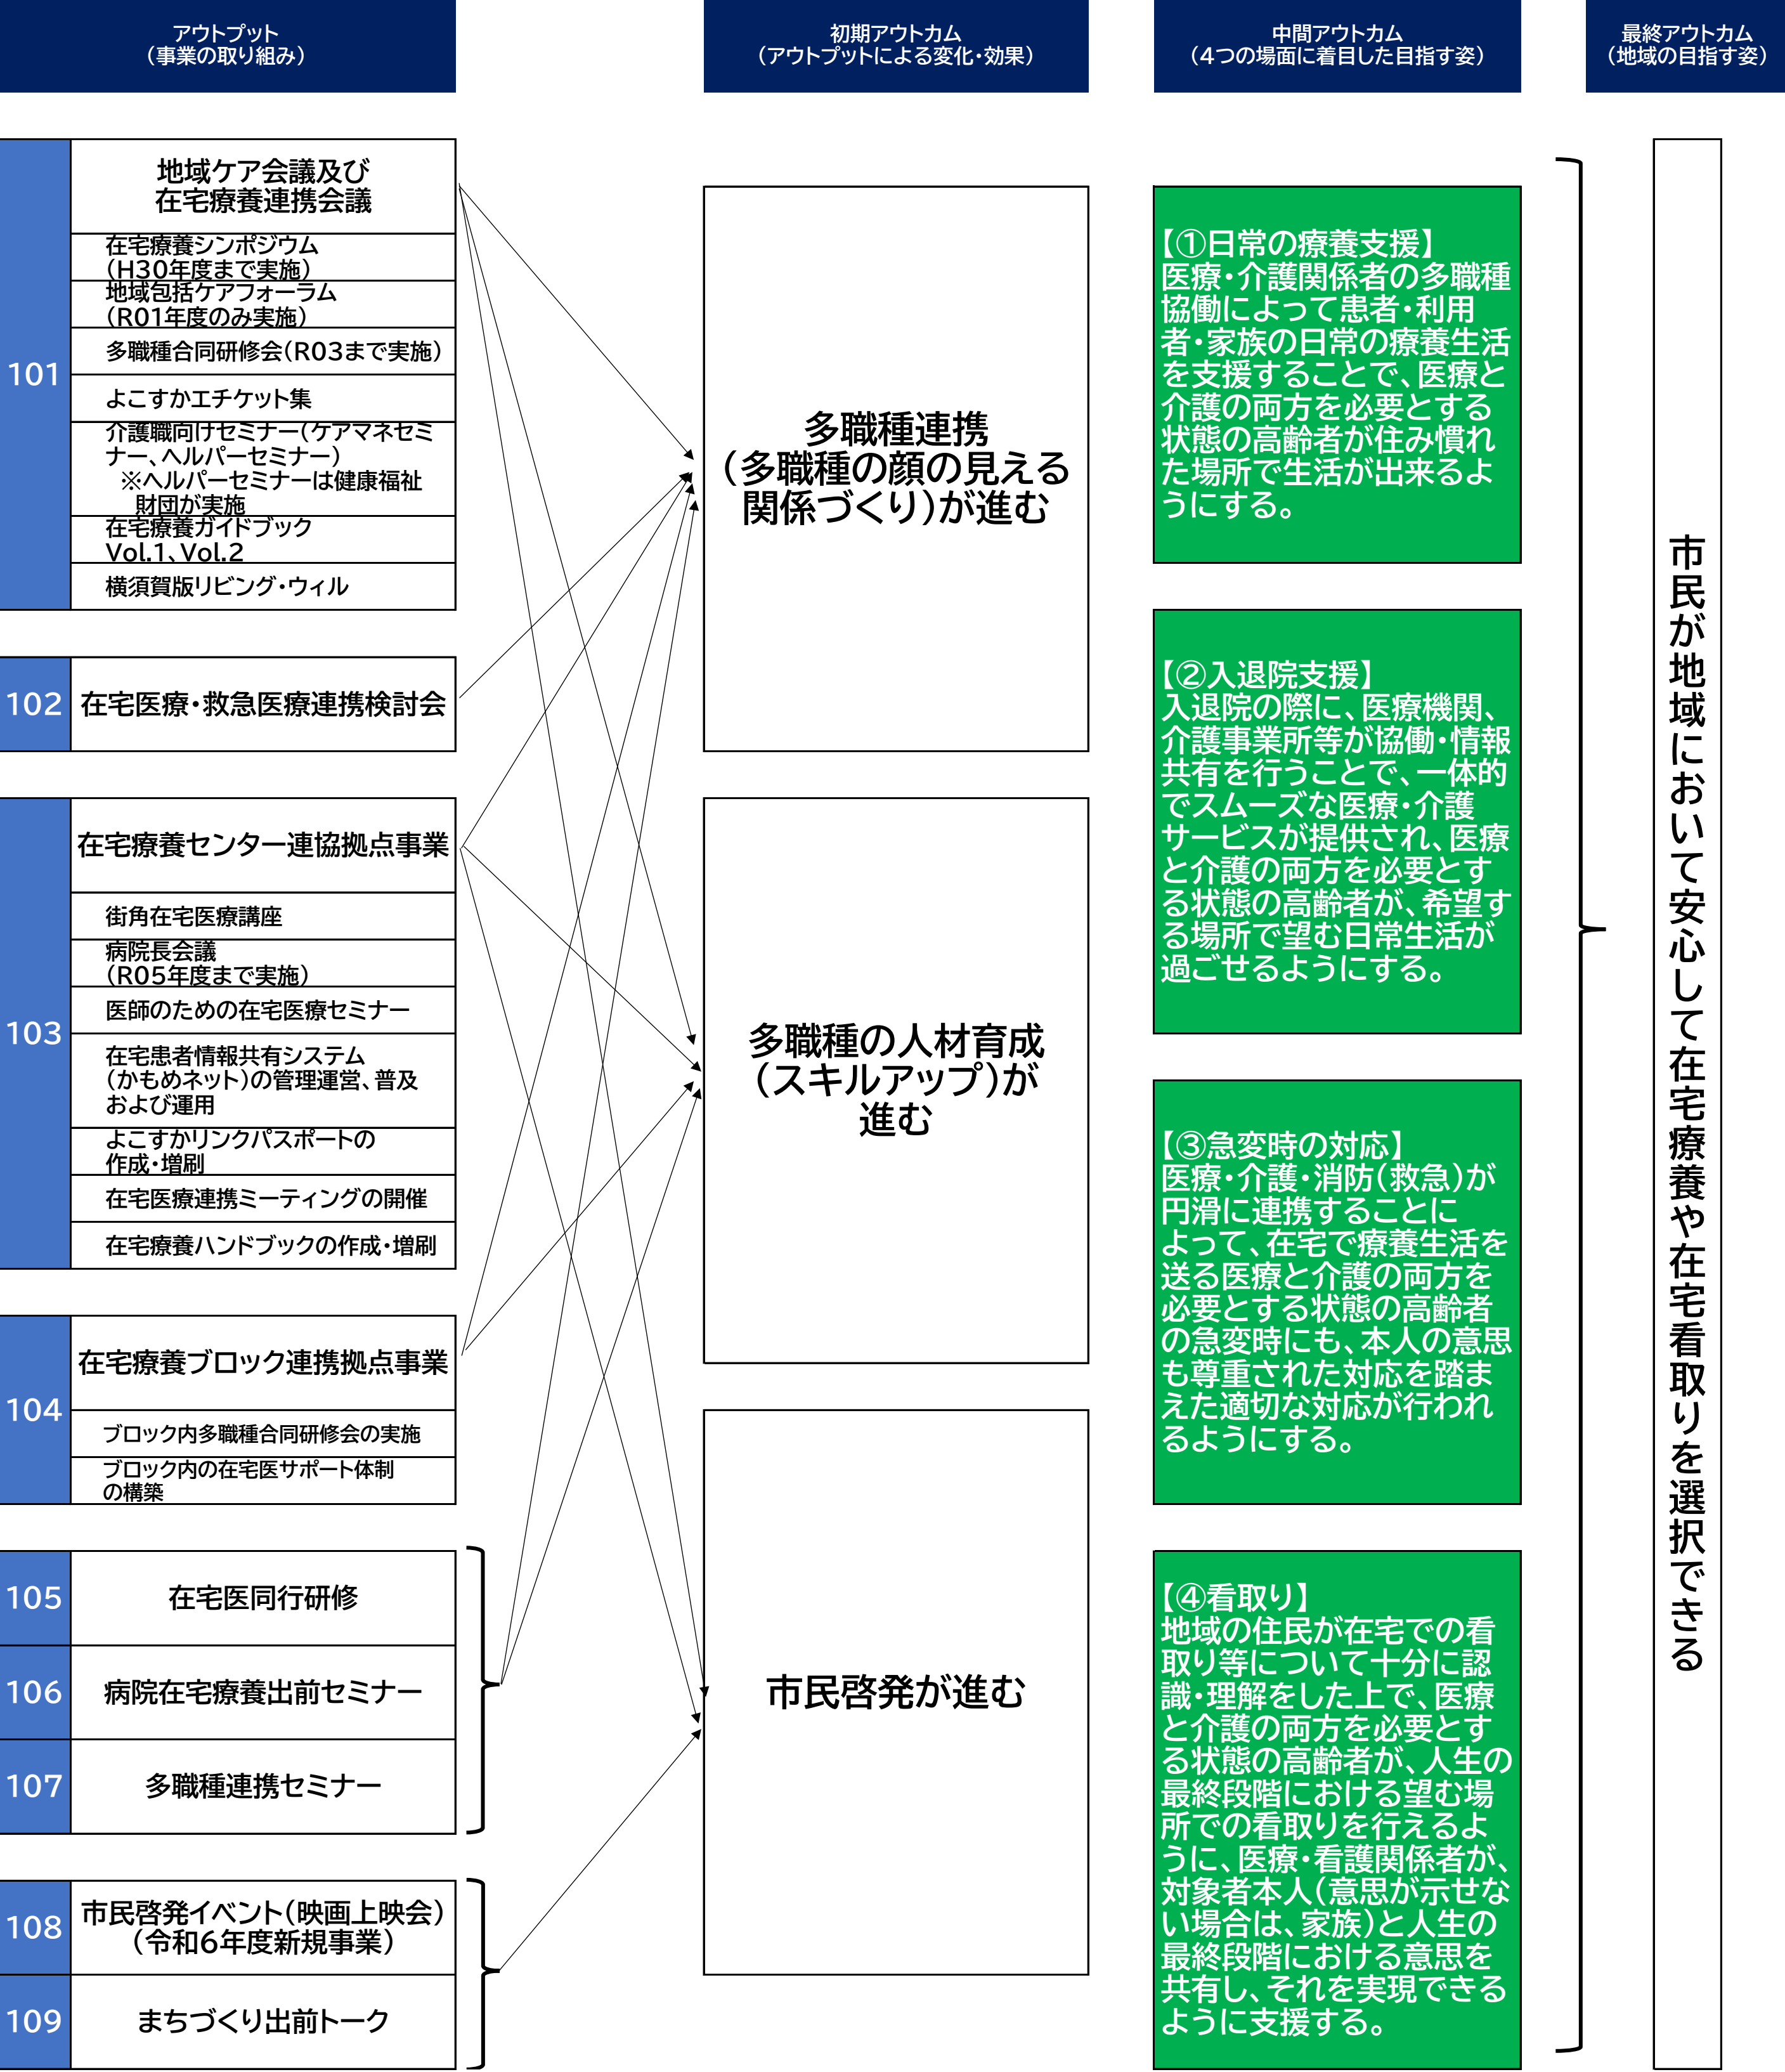 アウトプット
（事業の取り組み）
初期アウトカム
（アウトプットによる変化・効果）
中間アウトカム
（4つの場面に着目した目指す姿）
最終アウトカム
（地域の目指す姿）
101
地域ケア会議及び
在宅療養連携会議
在宅療養シンポジウム
（H30年度まで実施）
地域包括ケアフォーラム
（R01年度のみ実施）
多職種合同研修会（R03まで実施）
よこすかエチケット集
介護職向けセミナー（ケアマネセミ
ナー、ヘルパーセミナー）
※ヘルパーセミナーは健康福祉
財団が実施
在宅療養ガイドブック
Vol.1、Vol.2
横須賀版リビング・ウィル
102
在宅医療・救急医療連携検討会
103
在宅療養センター連協拠点事業
街角在宅医療講座
病院長会議
（R05年度まで実施）
医師のための在宅医療セミナー
在宅患者情報共有システム
（かもめネット）の管理運営、普及
および運用
よこすかリンクパスポートの
作成・増刷
在宅医療連携ミーティングの開催
在宅療養ハンドブックの作成・増刷
104
在宅療養ブロック連携拠点事業
ブロック内多職種合同研修会の実施
ブロック内の在宅医サポート体制
の構築
105
在宅医同行研修
106
病院在宅療養出前セミナー
107
多職種連携セミナー
108
市民啓発イベント（映画上映会）
（令和6年度新規事業）
109
まちづくり出前トーク
多職種連携
（多職種の顔の見える
関係づくり）が進む
多職種の人材育成
（スキルアップ）が
進む
市民啓発が進む
【①日常の療養支援】
医療・介護関係者の多職種
協働によって患者・利用
者・家族の日常の療養生活
を支援することで、医療と
介護の両方を必要とする
状態の高齢者が住み慣れ
た場所で生活が出来るよ
うにする。
【②入退院支援】
入退院の際に、医療機関、
介護事業所等が協働・情報
共有を行うことで、一体的
でスムーズな医療・介護
サービスが提供され、医療
と介護の両方を必要とす
る状態の高齢者が、希望す
る場所で望む日常生活が
過ごせるようにする。
【③急変時の対応】
医療・介護・消防（救急）が
円滑に連携することに
よって、在宅で療養生活を
送る医療と介護の両方を
必要とする状態の高齢者
の急変時にも、本人の意思
も尊重された対応を踏ま
えた適切な対応が行われ
るようにする。
【④看取り】
地域の住民が在宅での看
取り等について十分に認
識・理解をした上で、医療
と介護の両方を必要とす
る状態の高齢者が、人生の
最終段階における望む場
所での看取りを行えるよ
うに、医療・看護関係者が、
対象者本人（意思が示せな
い場合は、家族）と人生の
最終段階における意思を
共有し、それを実現できる
ように支援する。
市民が地域において安心して在宅療養や在宅看取りを選択できる